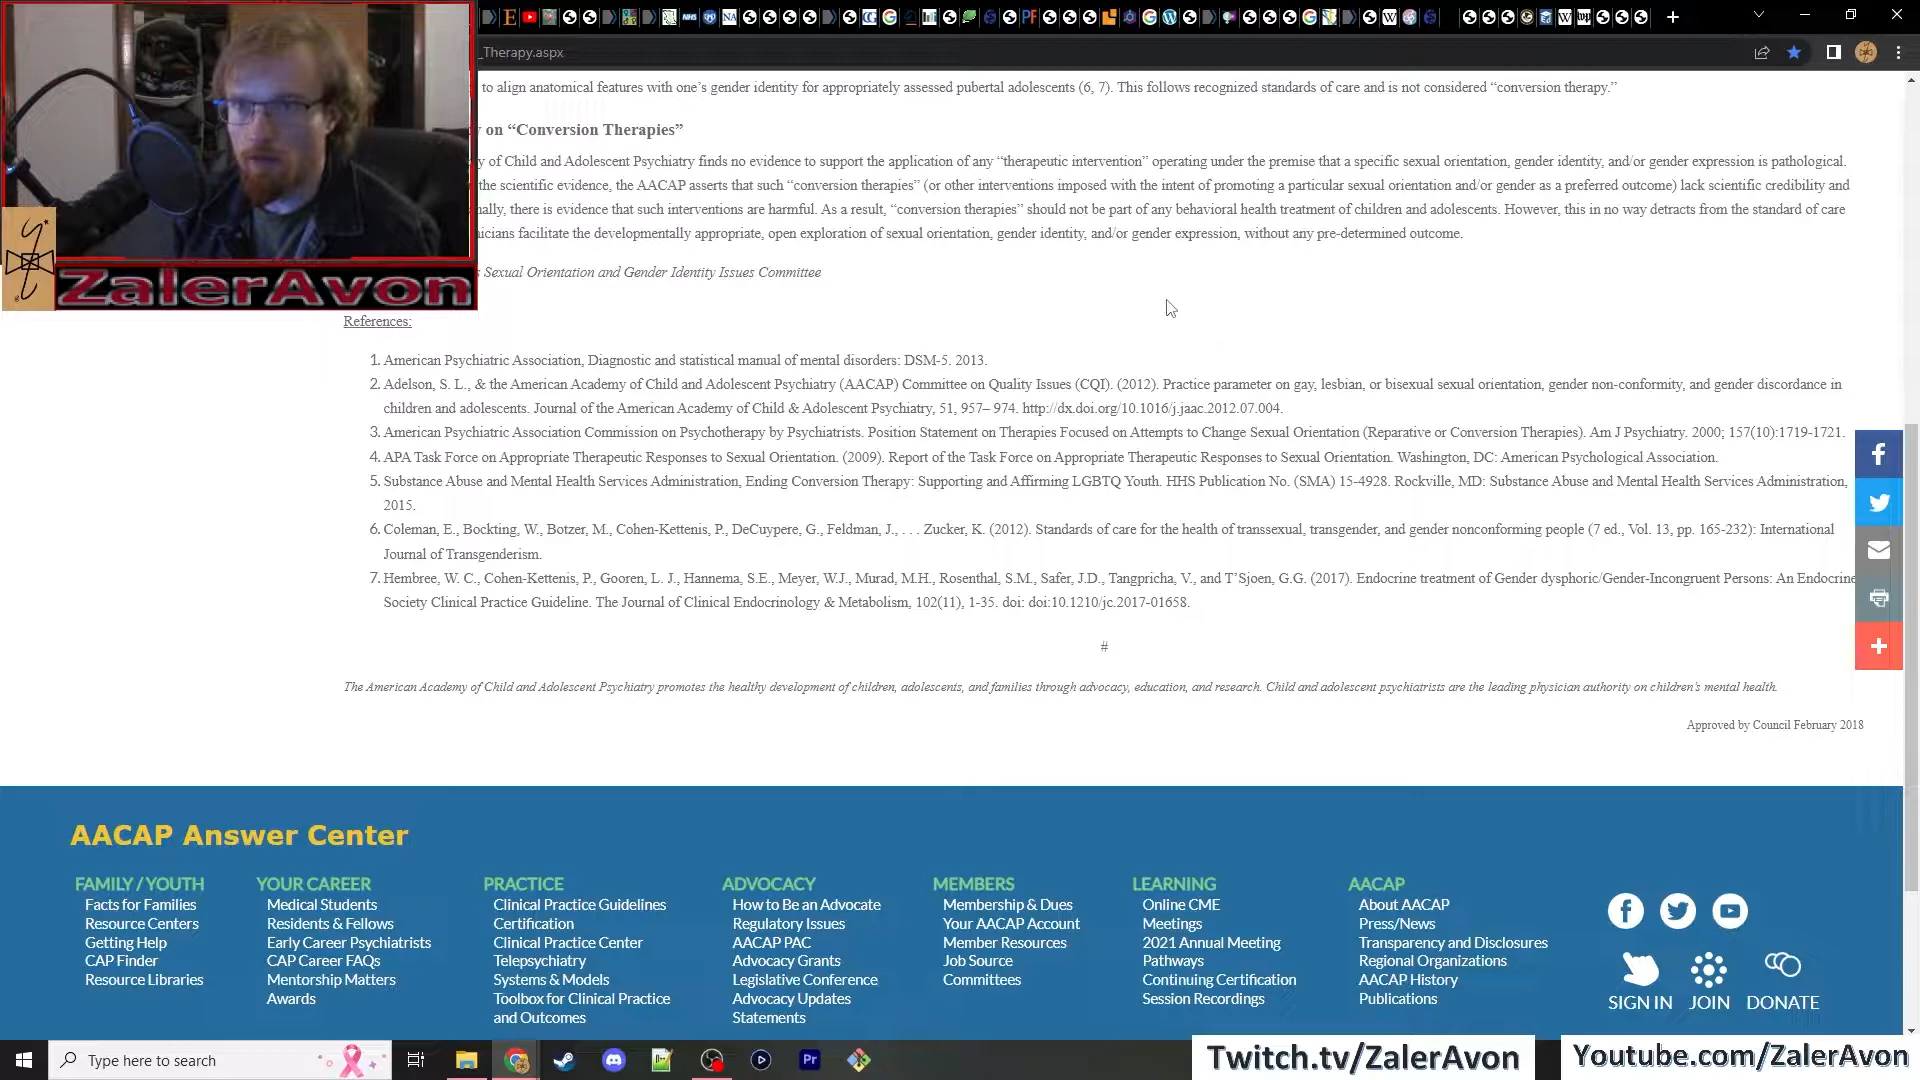 _Therapy.aspx
to align anatomical features with one’s gender identity for appropriately assessed pubertal adolescents (6, 7). This follows recognized standards of care and is not considered “conversion therapy.”
on “Conversion Therapies”
of Child and Adolescent Psychiatry finds no evidence to support the application of any “therapeutic intervention” operating under the premise that a specific sexual orientation, gender identity, and/or gender expression is pathological.
the scientific evidence, the AACAP asserts that such “conversion therapies” (or other interventions imposed with the intent of promoting a particular sexual orientation and/or gender as a preferred outcome) lack scientific credibility and
nally, there is evidence that such interventions are harmful. As a result, “conversion therapies” should not be part of any behavioral health treatment of children and adolescents. However, this in no way detracts from the standard of care
nicians facilitate the developmentally appropriate, open exploration of sexual orientation, gender identity, and/or gender expression, without any pre-determined outcome.
s Sexual Orientation and Gender Identity Issues Committee
ZalerAvon
References:
1. American Psychiatric Association, Diagnostic and statistical manual of mental disorders: DSM-5. 2013.
2. Adelson, S. L., & the American Academy of Child and Adolescent Psychiatry (AACAP) Committee on Quality Issues (CQI). (2012). Practice parameter on gay, lesbian, or bisexual sexual orientation, gender non-conformity, and gender discordance in
children and adolescents. Journal of the American Academy of Child & Adolescent Psychiatry, 51, 957– 974. http://dx.doi.org/10.1016/j.jaac.2012.07.004.
3. American Psychiatric Association Commission on Psychotherapy by Psychiatrists. Position Statement on Therapies Focused on Attempts to Change Sexual Orientation (Reparative or Conversion Therapies). Am J Psychiatry. 2000; 157(10):1719-1721.
4. APA Task Force on Appropriate Therapeutic Responses to Sexual Orientation. (2009). Report of the Task Force on Appropriate Therapeutic Responses to Sexual Orientation. Washington, DC: American Psychological Association.
5. Substance Abuse and Mental Health Services Administration, Ending Conversion Therapy: Supporting and Affirming LGBTQ Youth. HHS Publication No. (SMA) 15-4928. Rockville, MD: Substance Abuse and Mental Health Services Administration,
2015.
6. Coleman, E., Bockting, W., Botzer, M., Cohen-Kettenis, P., DeCuypere, G., Feldman, J., . . . Zucker, K. (2012). Standards of care for the health of transsexual, transgender, and gender nonconforming people (7 ed., Vol. 13, pp. 165-232): International
Journal of Transgenderism.
7. Hembree, W. C., Cohen-Kettenis, P., Gooren, L. J., Hannema, S.E., Meyer, W.J., Murad, M.H., Rosenthal, S.M., Safer, J.D., Tangpricha, V., and T’Sjoen, G.G. (2017). Endocrine treatment of Gender dysphoric/Gender-Incongruent Persons: An Endocrine
Society Clinical Practice Guideline. The Journal of Clinical Endocrinology & Metabolism, 102(11), 1-35. doi: doi:10.1210/jc.2017-01658.
#
The American Academy of Child and Adolescent Psychiatry promotes the healthy development of children, adolescents, and families through advocacy, education, and research. Child and adolescent psychiatrists are the leading physician authority on children’s mental health.
Approved by Council February 2018
AACAP Answer Center
FAMILY / YOUTH
Facts for Families
Resource Centers
Getting Help
CAP Finder
Resource Libraries
YOUR CAREER
Medical Students
Residents & Fellows
Early Career Psychiatrists
CAP Career FAQs
Mentorship Matters
Awards
PRACTICE
Clinical Practice Guidelines
Certification
Clinical Practice Center
Telepsychiatry
Systems & Models
Toolbox for Clinical Practice
and Outcomes
ADVOCACY
How to Be an Advocate
Regulatory Issues
AACAP PAC
Advocacy Grants
Legislative Conference
Advocacy Updates
Statements
MEMBERS
Membership & Dues
Your AACAP Account
Member Resources
Job Source
Committees
LEARNING
Online CME
Meetings
2021 Annual Meeting
Pathways
Continuing Certification
Session Recordings
AACAP
About AACAP
Press/News
Transparency and Disclosures
Regional Organizations
AACAP History
Publications
SIGN IN
JOIN
DONATE
Type here to search
Twitch.tv/ZalerAvon
Youtube.com/ZalerAvon